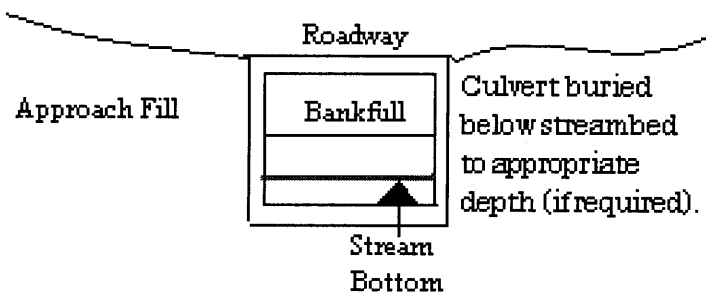 Roadway
Approach Fill
Bankfull
Culvert buried
below streambed
to appropriate
depth (if required).
Stream
Bottom